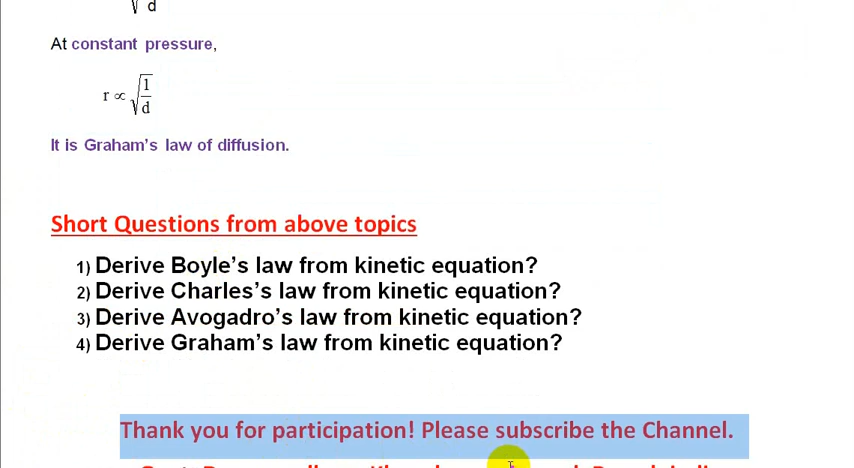 √d
At constant pressure,
r ∝ √1/d
It is Graham's law of diffusion.
Short Questions from above topics
1) Derive Boyle's law from kinetic equation?
2) Derive Charles's law from kinetic equation?
3) Derive Avogadro's law from kinetic equation?
4) Derive Graham's law from kinetic equation?
Thank you for participation! Please subscribe the Channel.